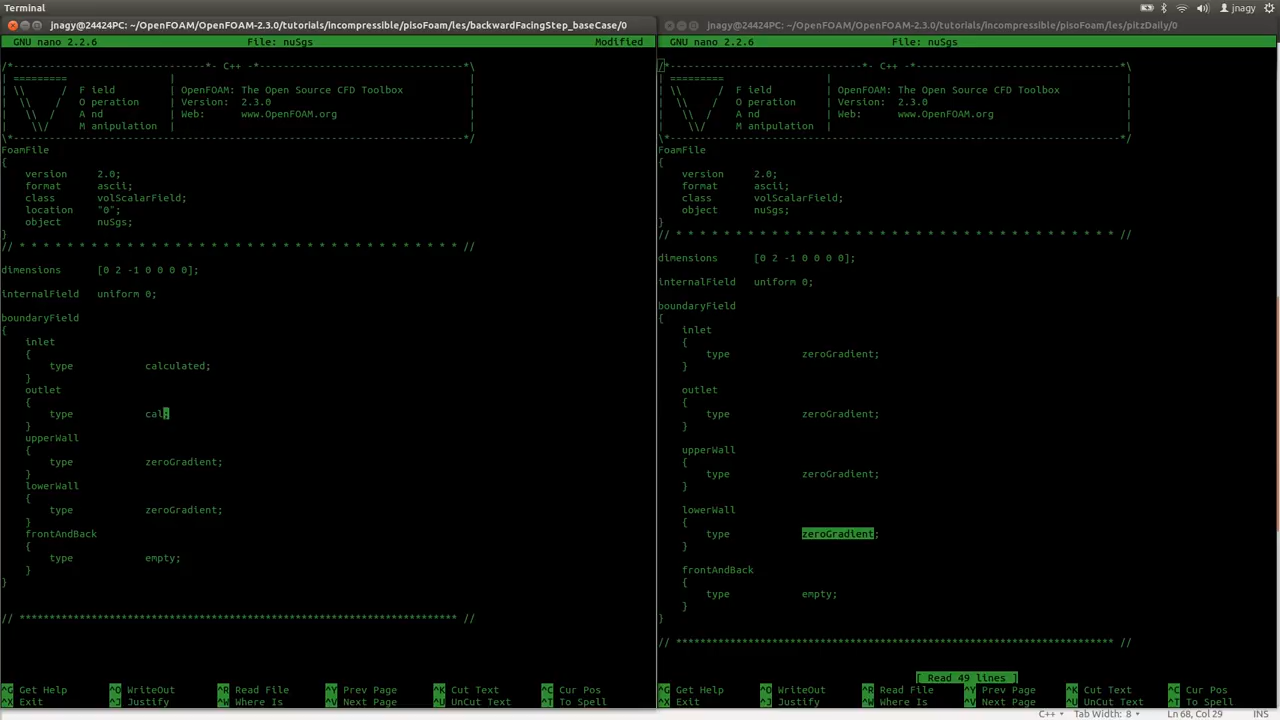 Terminal
jnagy
jnagy@24424PC: ~/OpenFOAM/OpenFOAM-2.3.0/tutorials/incompressible/pisoFoam/les/backwardFacingStep_baseCase/0
GNU nano 2.2.6 File: nuSgs Modified
/*--------------------------------*- C++ -*----------------------------------*\
| ========= | |
| \\ / F ield | OpenFOAM: The Open Source CFD Toolbox |
| \\ / O peration | Version: 2.3.0 |
| \\ / A nd | Web: www.OpenFOAM.org |
| \\/ M anipulation | |
\*---------------------------------------------------------------------------*/
FoamFile
{
version 2.0;
format ascii;
class volScalarField;
location "0";
object nuSgs;
}
// * * * * * * * * * * * * * * * * * * * * * * * * * * * * * * * * * * * * * //
dimensions [0 2 -1 0 0 0 0];
internalField uniform 0;
boundaryField
{
inlet
{
type calculated;
}
outlet
{
type cal;
}
upperWall
{
type zeroGradient;
}
lowerWall
{
type zeroGradient;
}
frontAndBack
{
type empty;
}
}
// ************************************************************************* //
^G Get Help ^O WriteOut ^R Read File ^Y Prev Page ^K Cut Text ^C Cur Pos
^X Exit ^J Justify ^W Where Is ^V Next Page ^U UnCut Text ^T To Spell
jnagy@24424PC: ~/OpenFOAM/OpenFOAM-2.3.0/tutorials/incompressible/pisoFoam/les/pitzDaily/0
GNU nano 2.2.6 File: nuSgs
/*--------------------------------*- C++ -*----------------------------------*\
| ========= | |
| \\ / F ield | OpenFOAM: The Open Source CFD Toolbox |
| \\ / O peration | Version: 2.3.0 |
| \\ / A nd | Web: www.OpenFOAM.org |
| \\/ M anipulation | |
\*---------------------------------------------------------------------------*/
FoamFile
{
version 2.0;
format ascii;
class volScalarField;
object nuSgs;
}
// * * * * * * * * * * * * * * * * * * * * * * * * * * * * * * * * * * * * * //
dimensions [0 2 -1 0 0 0 0];
internalField uniform 0;
boundaryField
{
inlet
{
type zeroGradient;
}
outlet
{
type zeroGradient;
}
upperWall
{
type zeroGradient;
}
lowerWall
{
type zeroGradient;
}
frontAndBack
{
type empty;
}
}
// ************************************************************************* //
[ Read 49 lines ]
^G Get Help ^O WriteOut ^R Read File ^Y Prev Page ^K Cut Text ^C Cur Pos
^X Exit ^J Justify ^W Where Is ^V Next Page ^U UnCut Text ^T To Spell
C++ Tab Width: 8 Ln 68, Col 29 INS